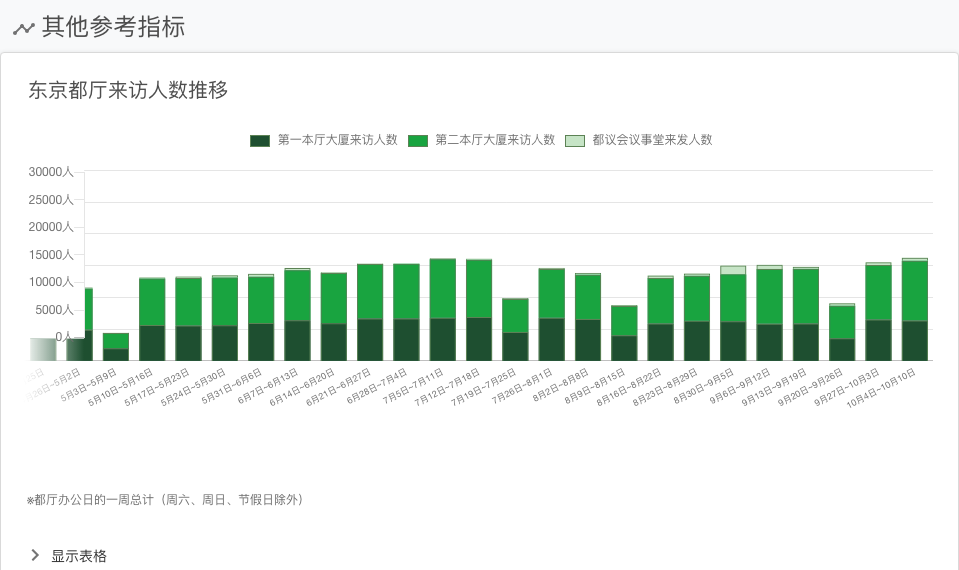 其他参考指标
东京都厅来访人数推移
第一本厅大厦来访人数 第二本厅大厦来访人数 都议会议事堂来发人数
30000人
25000人
20000人
15000人
10000人
5000人
0人
5月3日~5月9日
5月10日~5月16日
5月17日~5月23日
5月24日~5月30日
5月31日~6月6日
6月7日~6月13日
6月14日~6月20日
6月21日~6月27日
6月28日~7月4日
7月5日~7月11日
7月12日~7月18日
7月19日~7月25日
7月26日~8月1日
8月2日~8月8日
8月9日~8月15日
8月16日~8月22日
8月23日~8月29日
8月30日~9月5日
9月6日~9月12日
9月13日~9月19日
9月20日~9月26日
9月27日~10月3日
10月4日~10月10日
※都厅办公日的一周总计（周六、周日、节假日除外）
显示表格